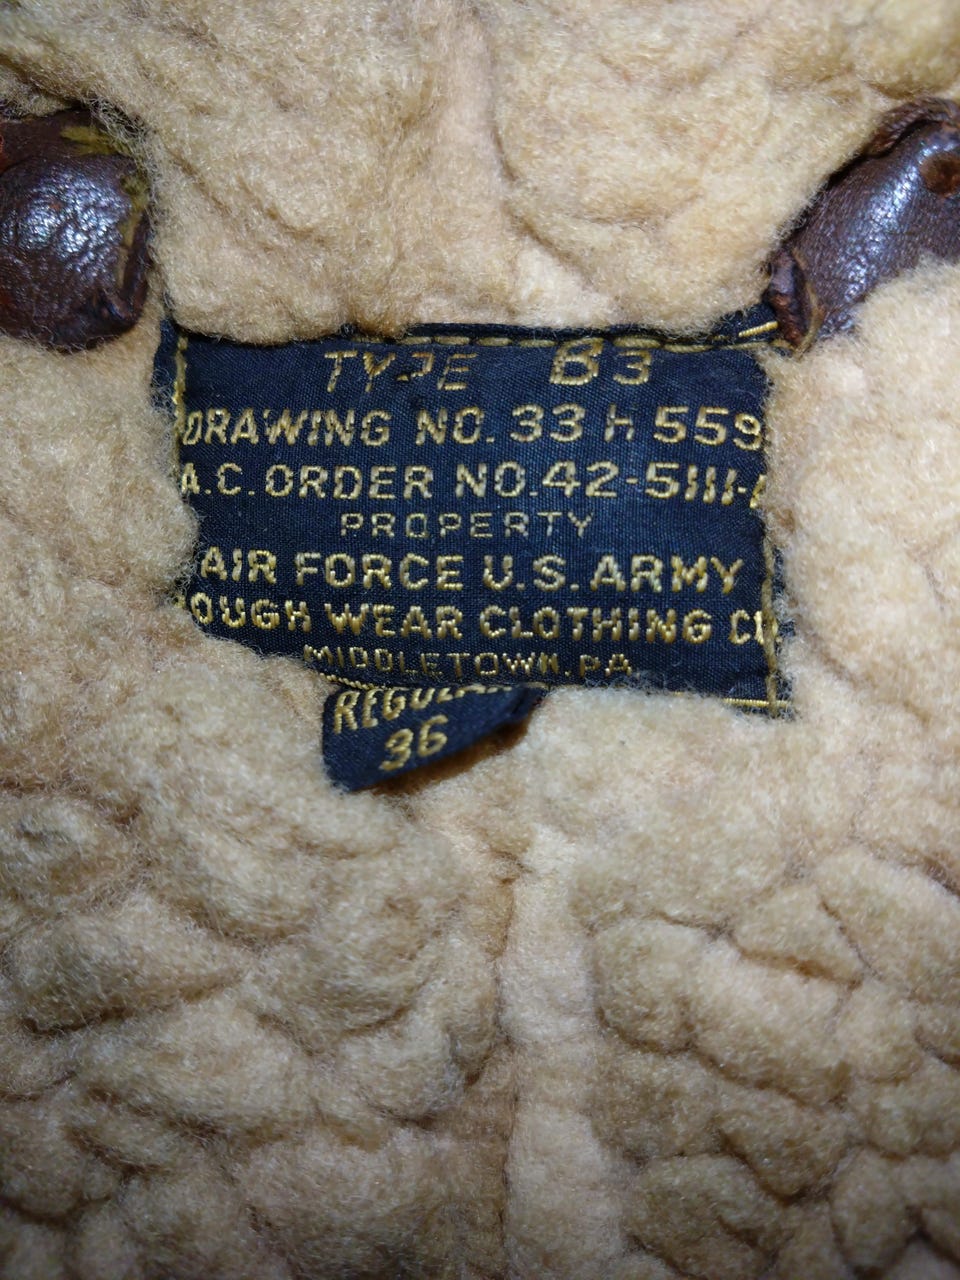 TYPE B3
DRAWING NO. 33 h 559
A.C. ORDER NO. 42-5111-
PROPERTY
AIR FORCE U.S. ARMY
OUGH WEAR CLOTHING C
MIDDLETOWN, PA
REGULAR
36